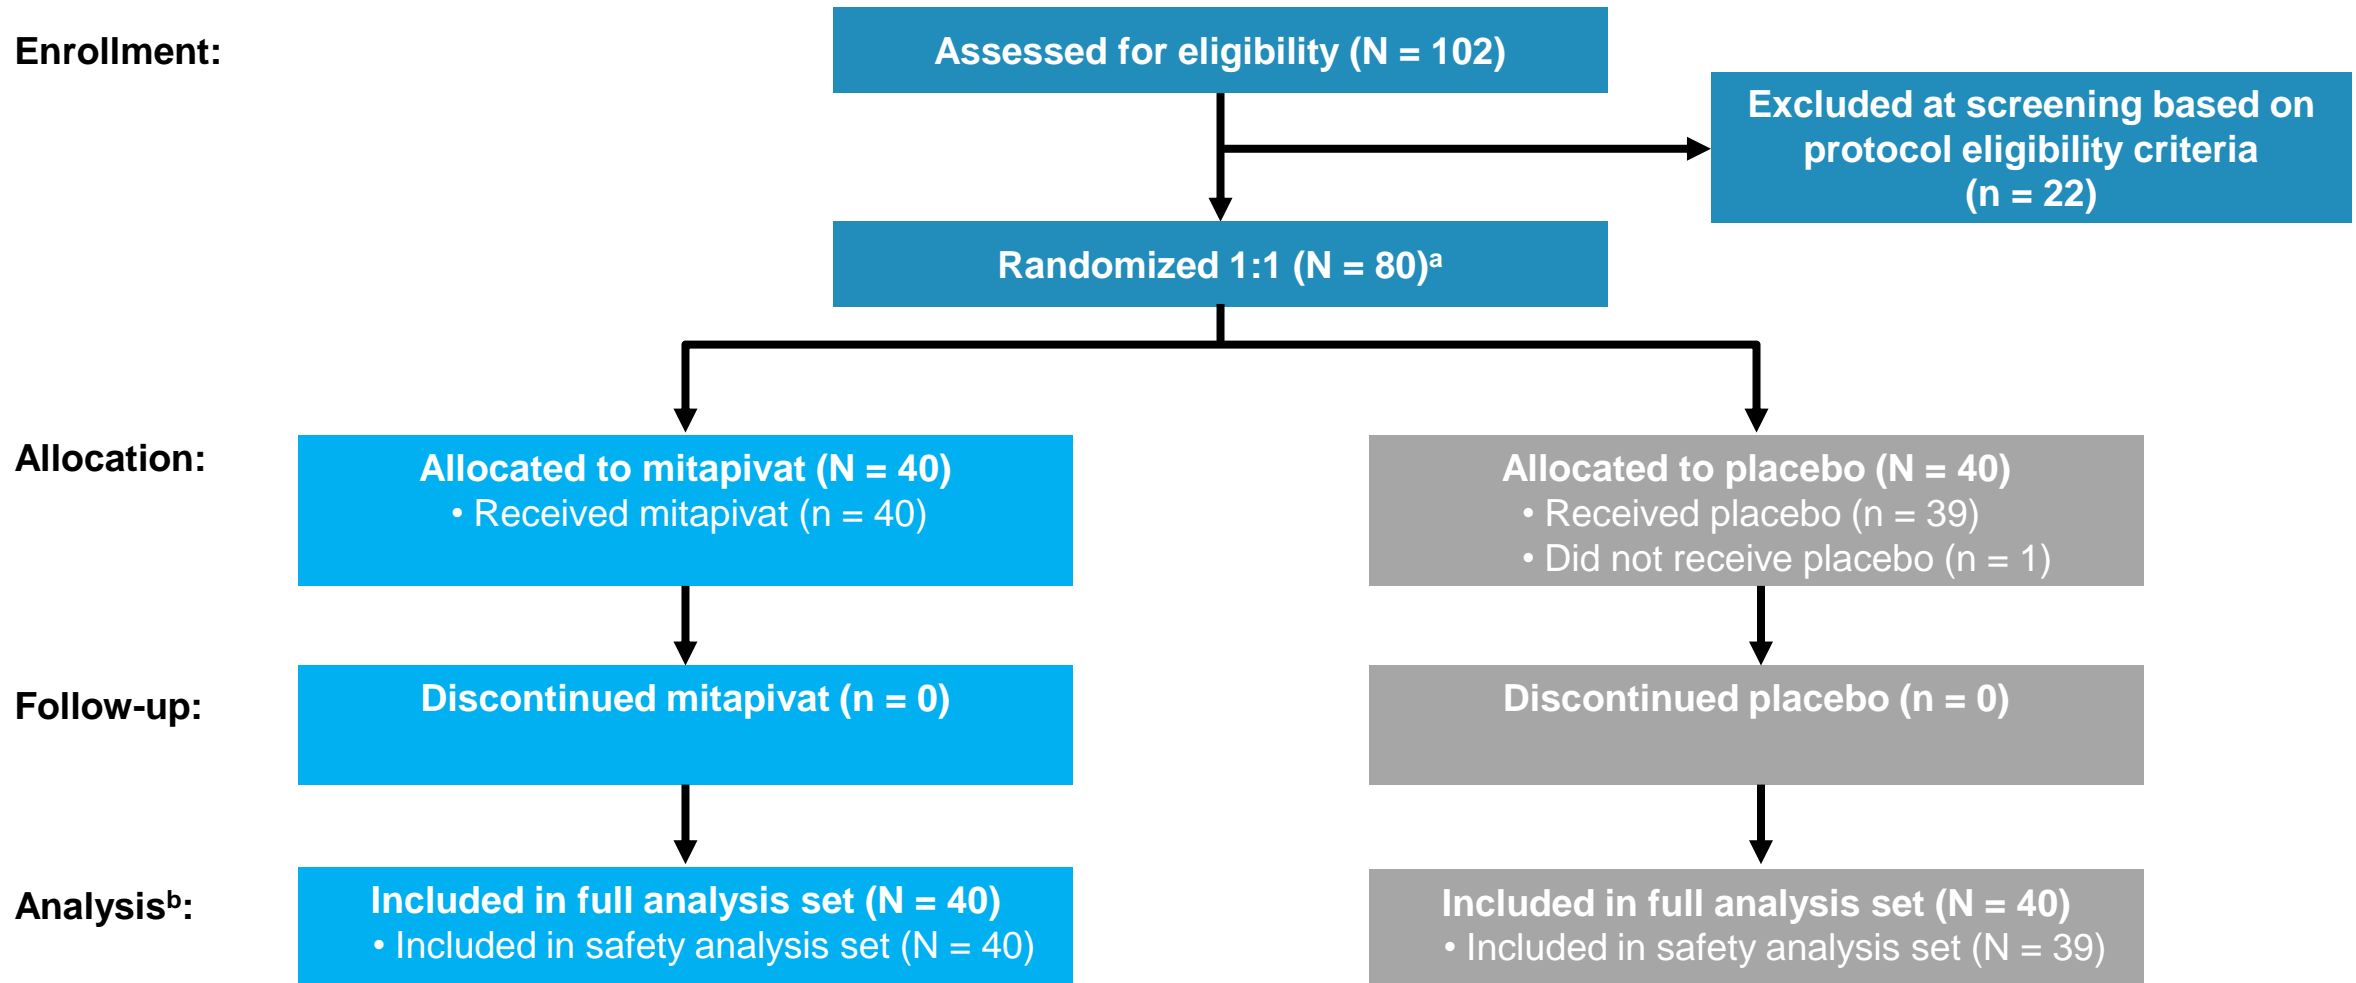 Enrollment:
Assessed for eligibility (N = 102)
Excluded at screening based on
protocol eligibility criteria
(n = 22)
Randomized 1:1 (N = 80)ᵃ
Allocation:
Allocated to mitapivat (N = 40)
• Received mitapivat (n = 40)
Allocated to placebo (N = 40)
• Received placebo (n = 39)
• Did not receive placebo (n = 1)
Follow-up:
Discontinued mitapivat (n = 0)
Discontinued placebo (n = 0)
Analysisᵇ:
Included in full analysis set (N = 40)
• Included in safety analysis set (N = 40)
Included in full analysis set (N = 40)
• Included in safety analysis set (N = 39)